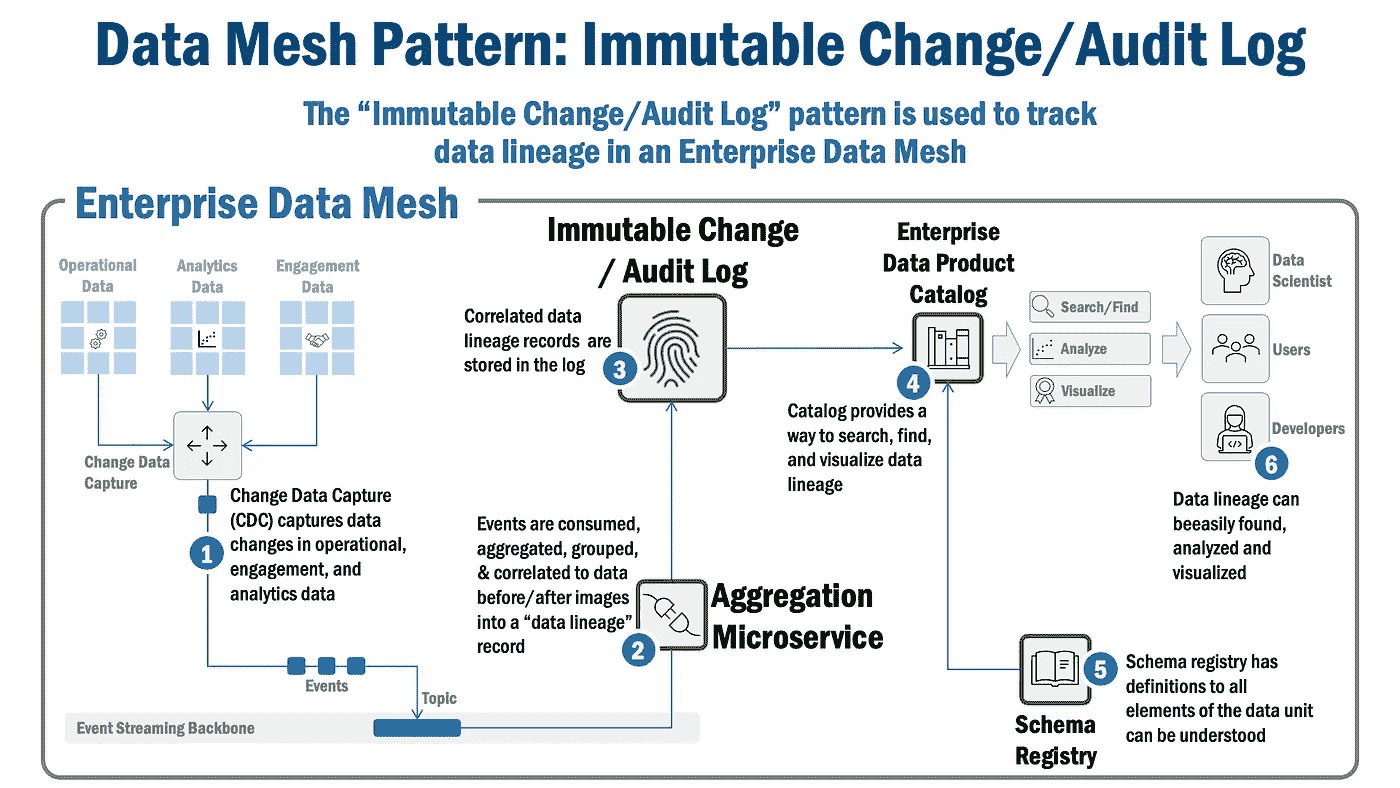 Data Mesh Pattern: Immutable Change/Audit Log
The “Immutable Change/Audit Log” pattern is used to track
data lineage in an Enterprise Data Mesh
Enterprise Data Mesh
Operational
Data
Analytics
Data
Engagement
Data
Change Data
Capture
1
Change Data Capture
(CDC) captures data
changes in operational,
engagement, and
analytics data
Events
Topic
Event Streaming Backbone
Events are consumed,
aggregated, grouped,
& correlated to data
before/after images
into a “data lineage”
record
2
Aggregation
Microservice
Immutable Change
/ Audit Log
Correlated data
lineage records are
stored in the log
3
Enterprise
Data Product
Catalog
4
Catalog provides a
way to search, find,
and visualize data
lineage
Search/Find
Analyze
Visualize
Data
Scientist
Users
Developers
6
Data lineage can
beeasily found,
analyzed and
visualized
5
Schema registry has
definitions to all
elements of the data unit
can be understood
Schema
Registry